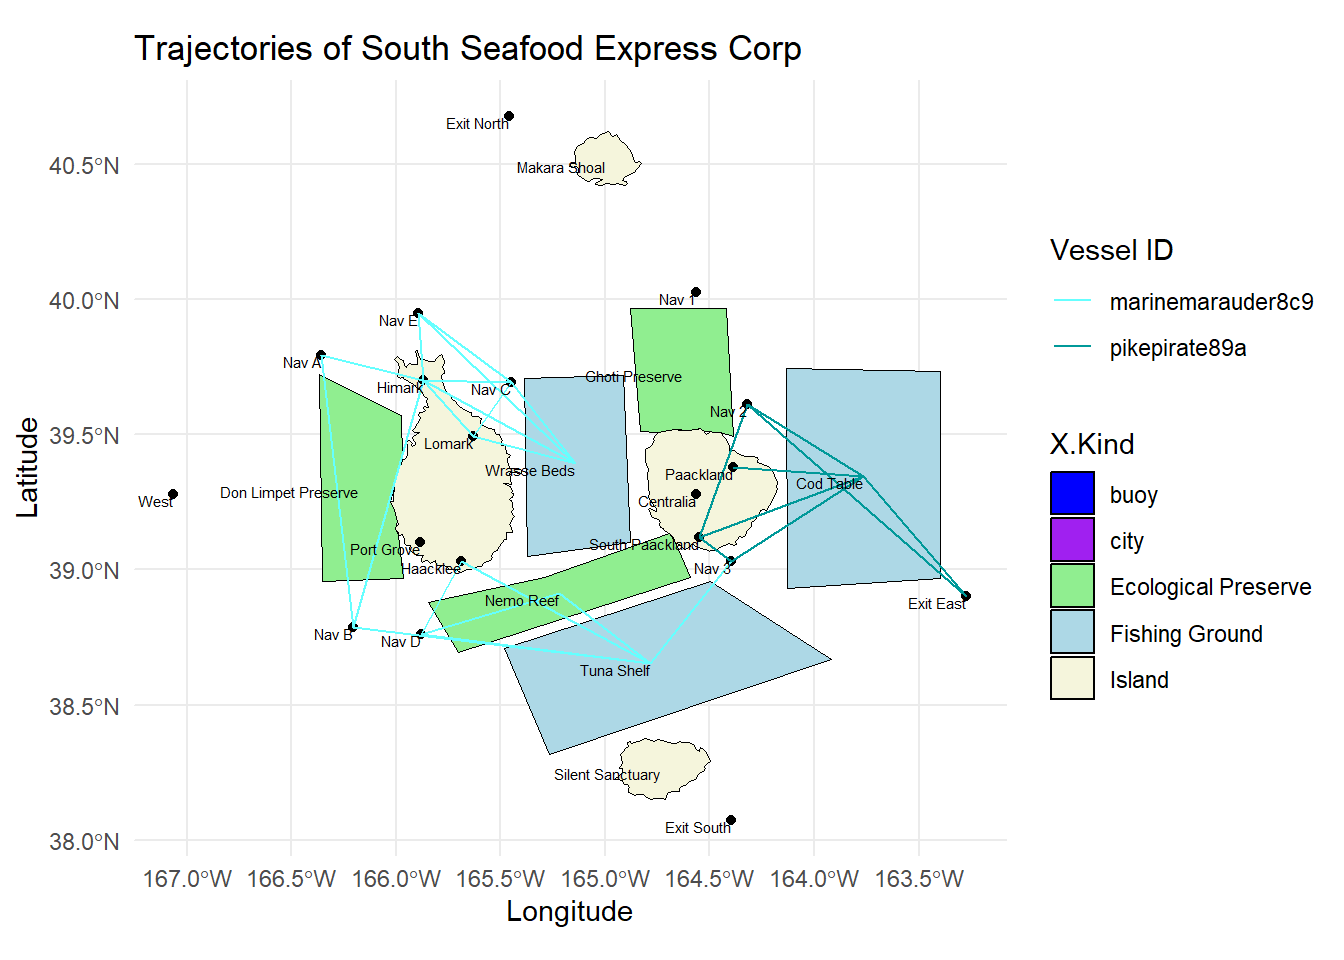 Trajectories of South Seafood Express Corp
Exit North
Makara Shoal
Nav 1
Nav E
Nav A
Himark
Nav C
Ghoti Preserve
Nav 2
Lomark
Wrasse Beds
Paackland
Cod Table
Don Limpet Preserve
West
Centralia
Port Grove
South Paackland
Haacklee
Nav 3
Nemo Reef
Exit East
Nav B
Nav D
Tuna Shelf
Silent Sanctuary
Exit South
40.5°N
40.0°N
39.5°N
39.0°N
38.5°N
38.0°N
Latitude
167.0°W 166.5°W 166.0°W 165.5°W 165.0°W 164.5°W 164.0°W 163.5°W
Longitude
Vessel ID
marinemarauder8c9
pikepirate89a
X.Kind
buoy
city
Ecological Preserve
Fishing Ground
Island